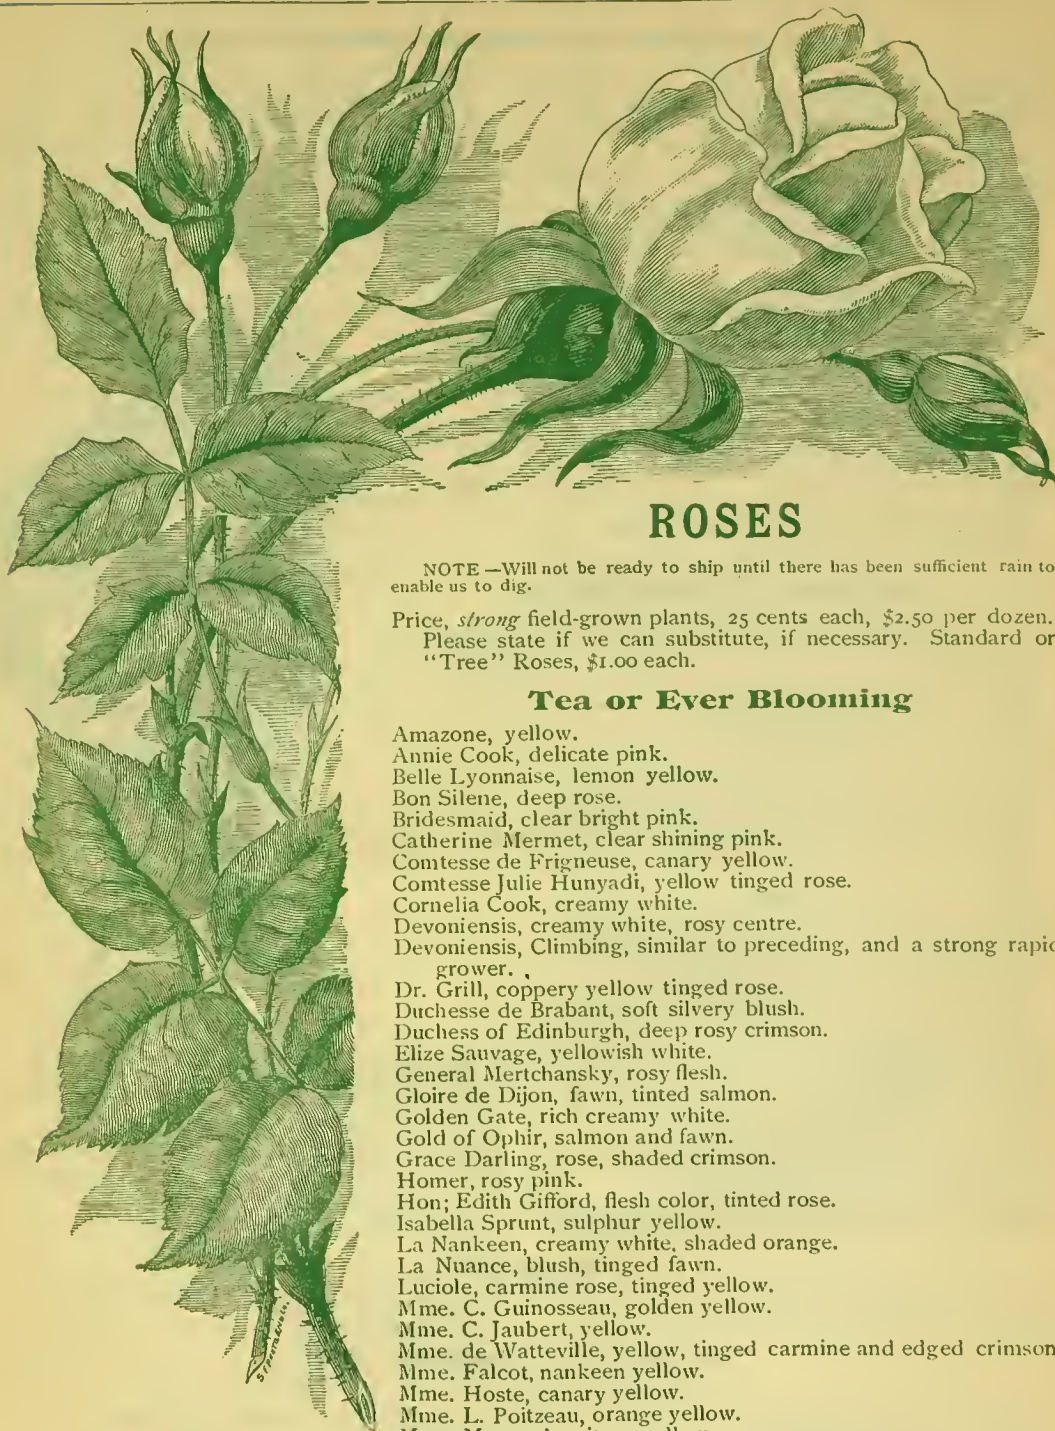 ROSES
NOTE —Will not be ready to ship until there has been sufficient rain to
enable us to dig.
Price, strong field-grown plants, 25 cents each, $2.50 per dozen.
Please state if we can substitute, if necessary. Standard or
"Tree" Roses, $1.00 each.
Tea or Ever Blooming
Amazone, yellow.
Annie Cook, delicate pink.
Belle Lyonnaise, lemon yellow.
Bon Silene, deep rose.
Bridesmaid, clear bright pink.
Catherine Mermet, clear shining pink.
Comtesse de Frigneuse, canary yellow.
Comtesse Julie Hunyadi, yellow tinged rose.
Cornelia Cook, creamy white.
Devoniensis, creamy white, rosy centre.
Devoniensis, Climbing, similar to preceding, and a strong rapid
grower.
Dr. Grill, coppery yellow tinged rose.
Duchesse de Brabant, soft silvery blush.
Duchess of Edinburgh, deep rosy crimson.
Elize Sauvage, yellowish white.
General Mertchansky, rosy flesh.
Gloire de Dijon, fawn, tinted salmon.
Golden Gate, rich creamy white.
Gold of Ophir, salmon and fawn.
Grace Darling, rose, shaded crimson.
Homer, rosy pink.
Hon; Edith Gifford, flesh color, tinted rose.
Isabella Sprunt, sulphur yellow.
La Nankeen, creamy white, shaded orange.
La Nuance, blush, tinged fawn.
Luciole, carmine rose, tinged yellow.
Mme. C. Guinosseau, golden yellow.
Mme. C. Jaubert, yellow.
Mme. de Watteville, yellow, tinged carmine and edged crimson
Mme. Falcot, nankeen yellow.
Mme. Hoste, canary yellow.
Mme. L. Poitzeau, orange yellow.